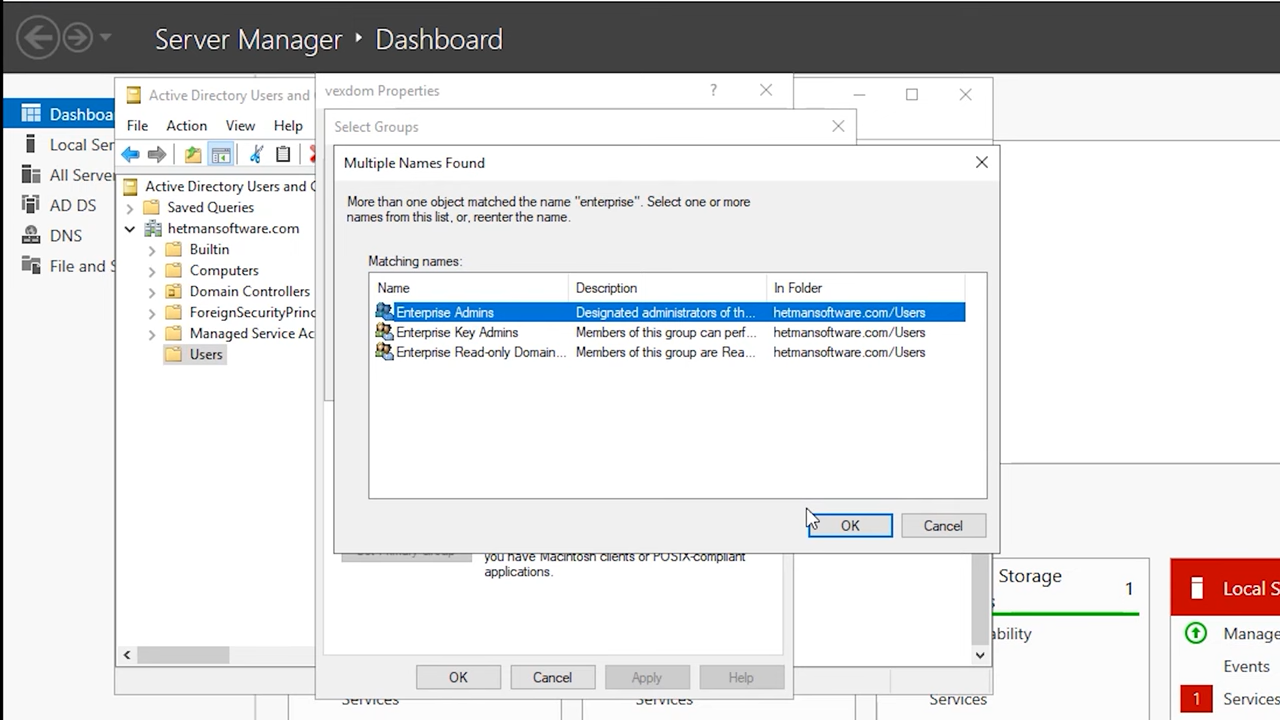 Server Manager ‣ Dashboard
Dashboa
Local Ser
All Server
AD DS
DNS
File and S
Active Directory Users and
File Action View Help
Active Directory Users and C
Saved Queries
hetmansoftware.com
Builtin
Computers
Domain Controllers
ForeignSecurityPrinc
Managed Service Ac
Users
vexdom Properties
?
Select Groups
Multiple Names Found
More than one object matched the name "enterprise". Select one or more
names from this list, or, reenter the name.
Matching names:
Name Description In Folder
Enterprise Admins Designated administrators of th... hetmansoftware.com/Users
Enterprise Key Admins Members of this group can perf... hetmansoftware.com/Users
Enterprise Read-only Domain... Members of this group are Rea... hetmansoftware.com/Users
OK Cancel
you have Macintosh clients or POSIX-compliant
applications.
OK Cancel Apply Help
Services
Services
Storage 1
ability
Services
Local S
Manage
Events
1 Services